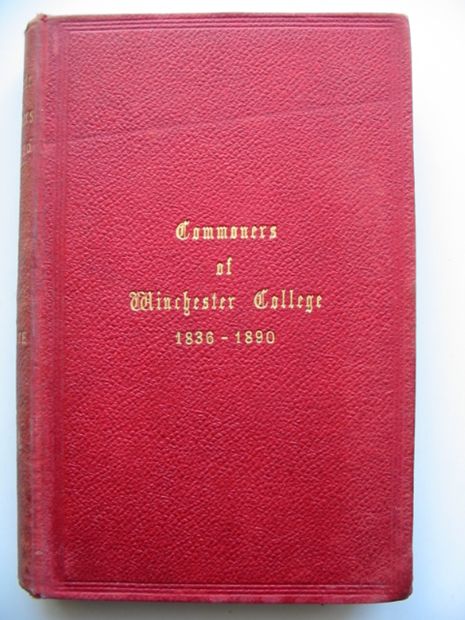 Commoners
of
Winchester College
1836 - 1890